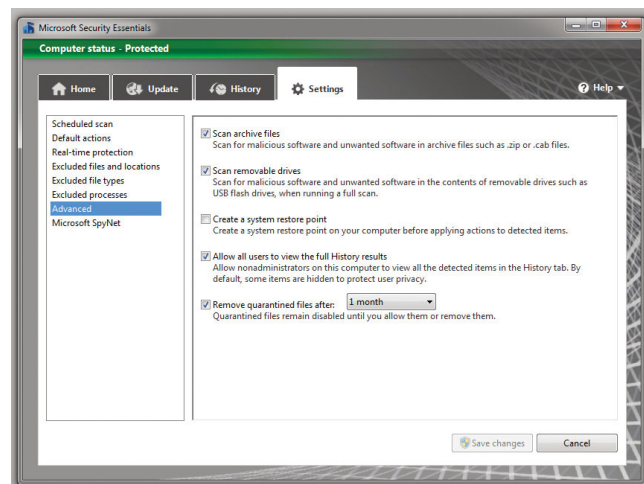 Microsoft Security Essentials
Computer status - Protected
Home
Update
History
Settings
Help
Scheduled scan
Default actions
Real-time protection
Excluded files and locations
Excluded file types
Excluded processes
Advanced
Microsoft SpyNet
Scan archive files
Scan for malicious software and unwanted software in archive files such as .zip or .cab files.
Scan removable drives
Scan for malicious software and unwanted software in the contents of removable drives such as
USB flash drives, when running a full scan.
Create a system restore point
Create a system restore point on your computer before applying actions to detected items.
Allow all users to view the full History results
Allow nonadministrators on this computer to view all the detected items in the History tab. By
default, some items are hidden to protect user privacy.
Remove quarantined files after: 1 month
Quarantined files remain disabled until you allow them or remove them.
Save changes
Cancel